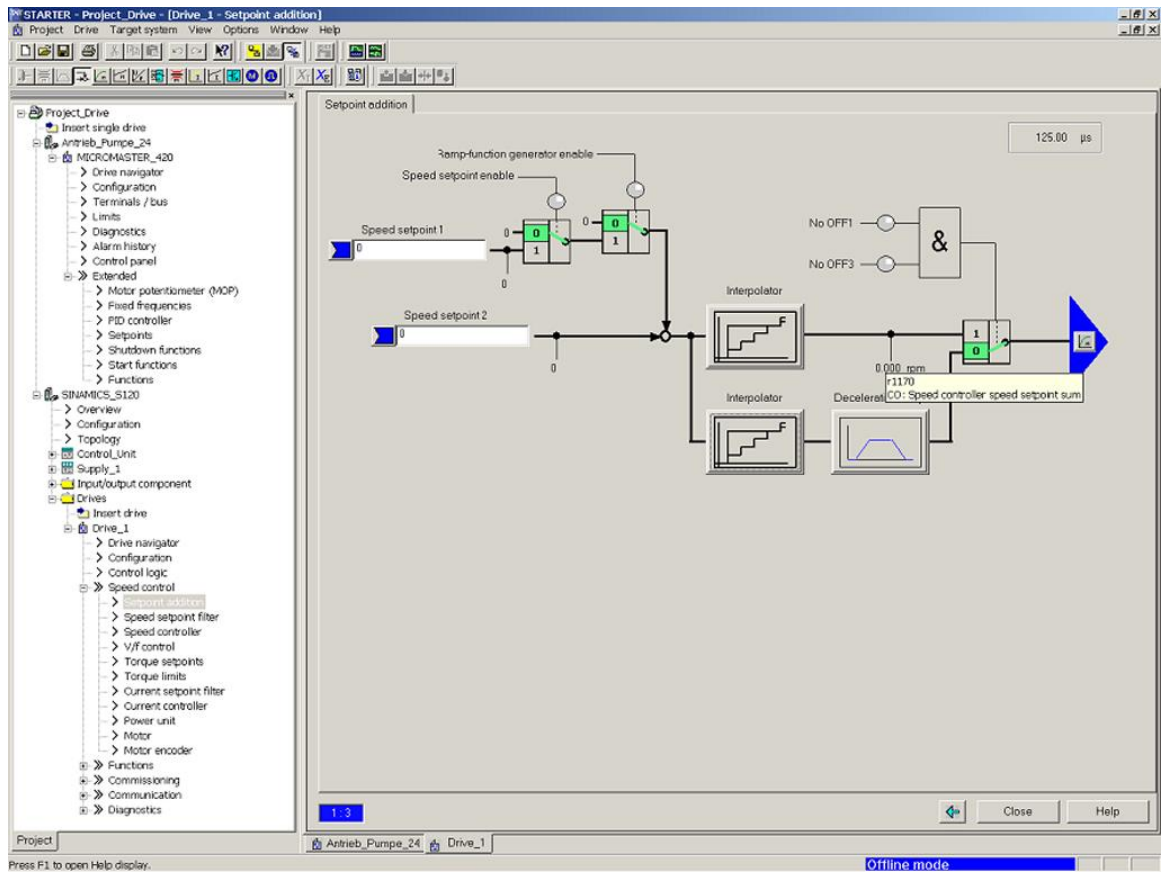 STARTER - Project_Drive - [Drive_1 - Setpoint addition]
Project Drive Target system View Options Window Help
Project_Drive
Insert single drive
Antrieb_Pumpe_24
MICROMASTER_420
Drive navigator
Configuration
Terminals / bus
Limits
Diagnostics
Alarm history
Control panel
Extended
Motor potentiometer (MOP)
Fixed frequencies
PID controller
Setpoints
Shutdown functions
Start functions
Functions
SINAMICS_S120
Overview
Configuration
Topology
Control_Unit
Supply_1
Input/output component
Drives
Insert drive
Drive_1
Drive navigator
Configuration
Control logic
Speed control
Setpoint addition
Speed setpoint filter
Speed controller
V/f control
Torque setpoints
Torque limits
Current setpoint filter
Current controller
Power unit
Motor
Motor encoder
Functions
Commissioning
Communication
Diagnostics
Project
Setpoint addition
125.00 µs
Ramp-function generator enable
Speed setpoint enable
Speed setpoint 1
0
0
0
1
0
0
1
0
Speed setpoint 2
0
0
No OFF1
No OFF3
&
Interpolator
1
0
0.000 rpm
r1170
CO: Speed controller speed setpoint sum
Interpolator
Decelerat
1 : 3
Close
Help
Antrieb_Pumpe_24
Drive_1
Press F1 to open Help display.
Offline mode